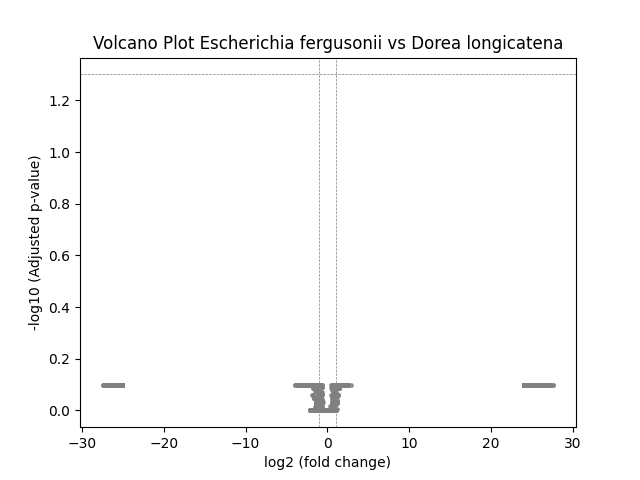 Volcano Plot Escherichia fergusonii vs Dorea longicatena
-log10 (Adjusted p-value)
1.2
1.0
0.8
0.6
0.4
0.2
0.0
−30 −20 −10 0 10 20 30
log2 (fold change)